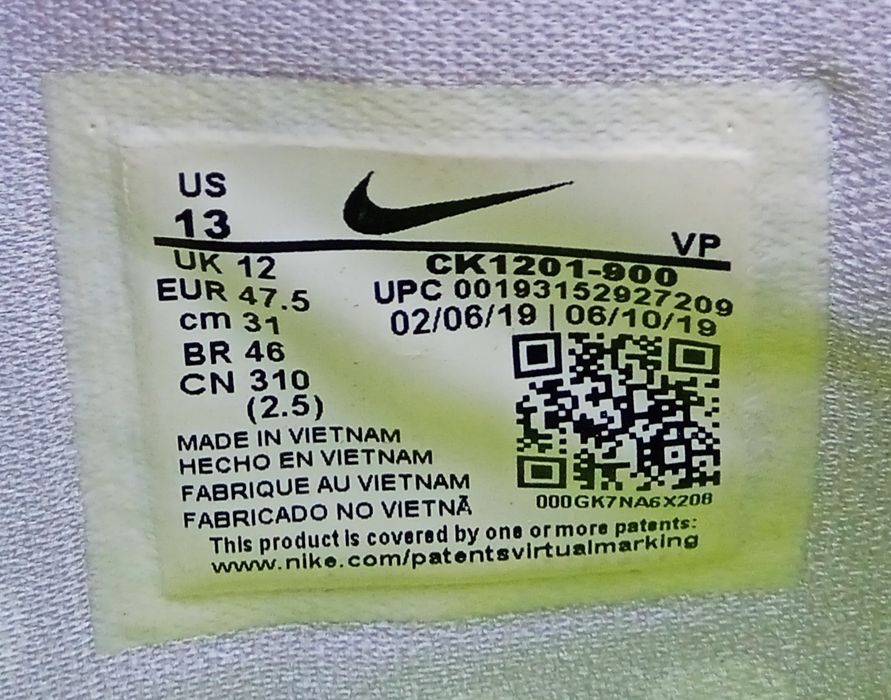 US
13
VP
UK 12
EUR 47.5
cm 31
BR 46
CN 310
(2.5)
CK1201-900
UPC 00193152927209
02/06/19 | 06/10/19
000GK7NA6X208
MADE IN VIETNAM
HECHO EN VIETNAM
FABRIQUE AU VIETNAM
FABRICADO NO VIETNÃ
This product is covered by one or more patents:
www.nike.com/patentsvirtualmarking